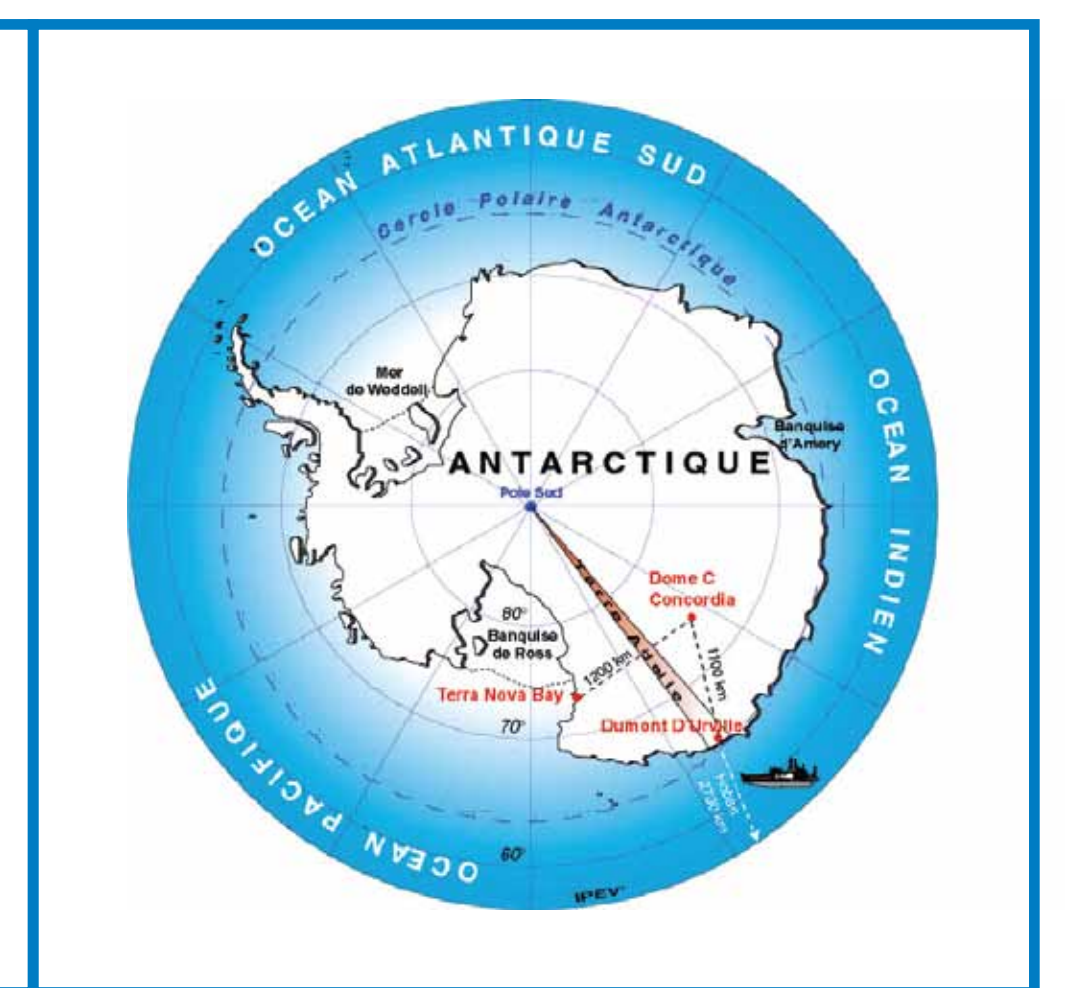 OCEAN ATLANTIQUE SUD
Cercle Polaire Antarctique
Mer
de Weddell
OCEAN INDIEN
Banquise
d'Amery
ANTARCTIQUE
Pole Sud
Terre Adelie
Dome C
Concordia
80°
Banquise
de Ross
1200 km
1100 km
Terra Nova Bay
70°
Dumont D'Urville
Hobart
2730 km
OCEAN PACIFIQUE
60°
IPEV